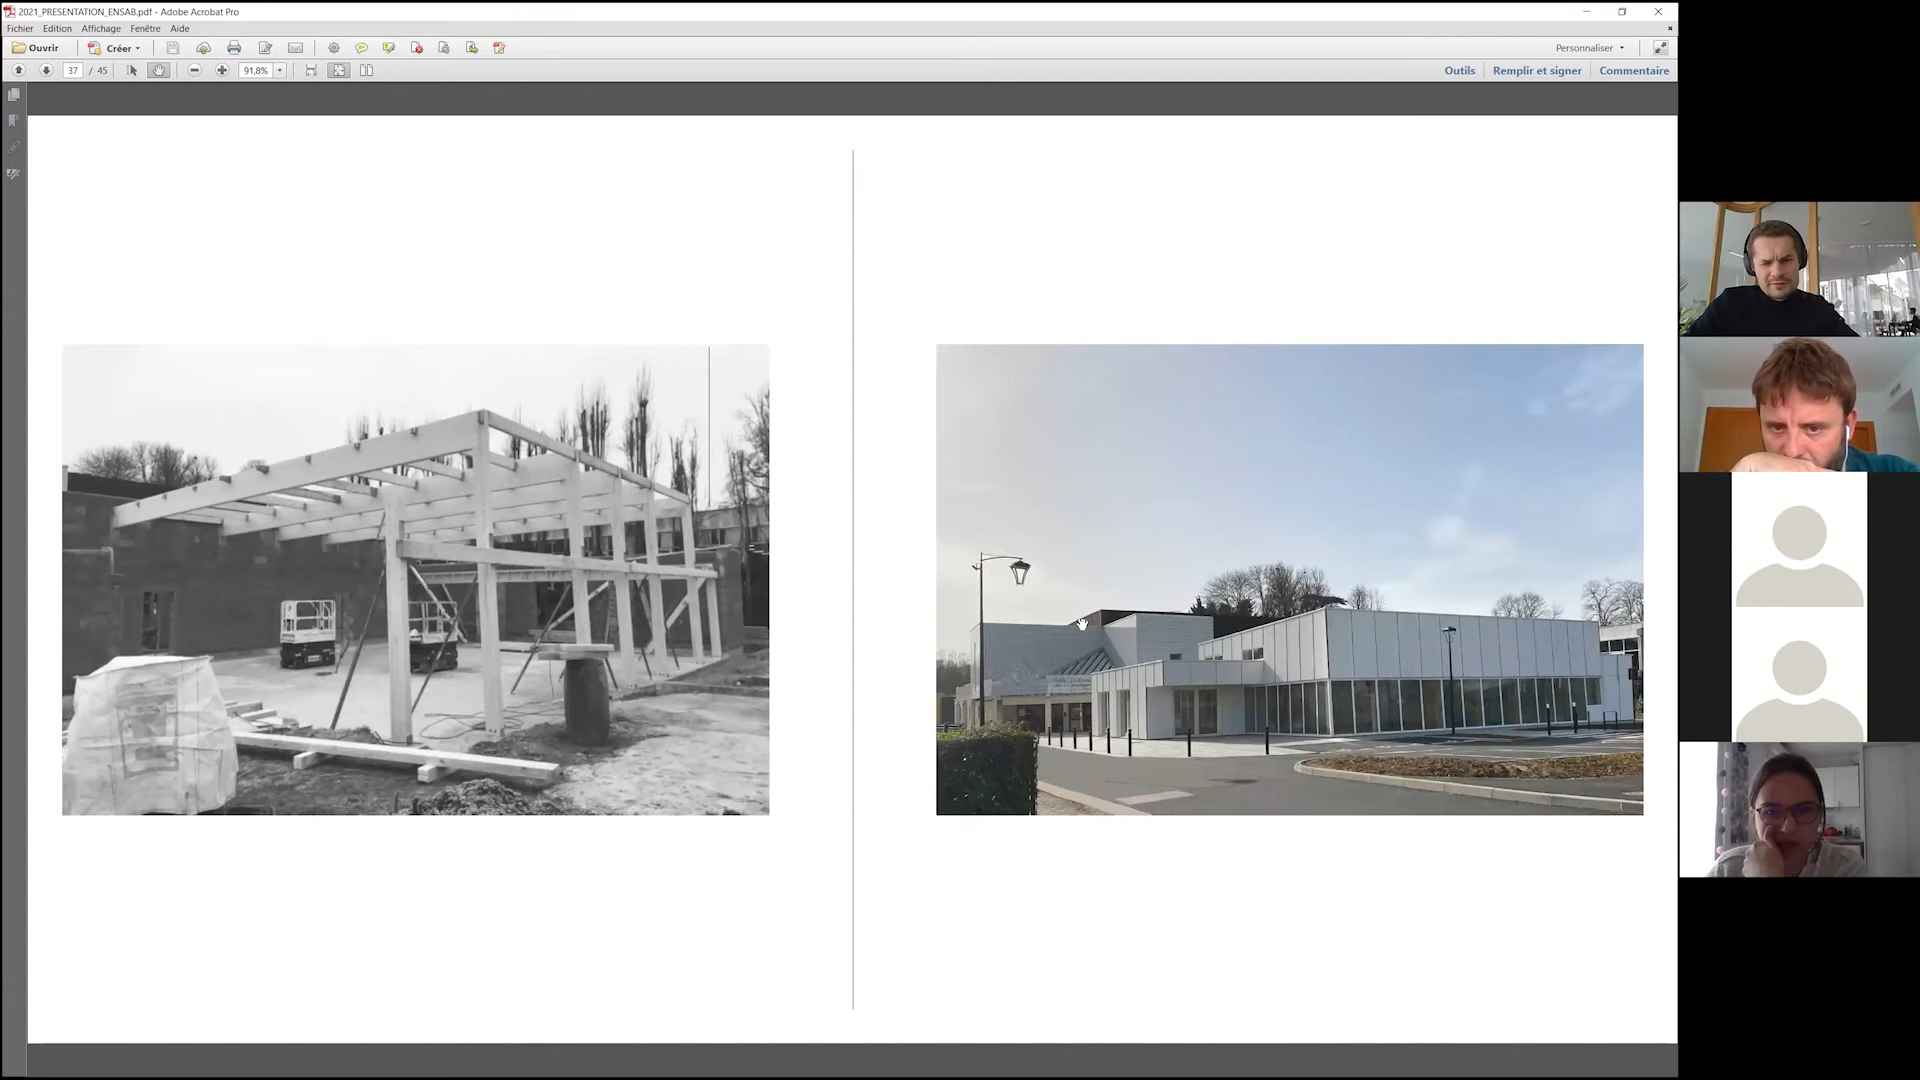 2021_PRESENTATION_ENSAB.pdf - Adobe Acrobat Pro
Fichier Edition Affichage Fenêtre Aide
Ouvrir Créer Personnaliser
37 / 45 91,8% Outils Remplir et signer Commentaire